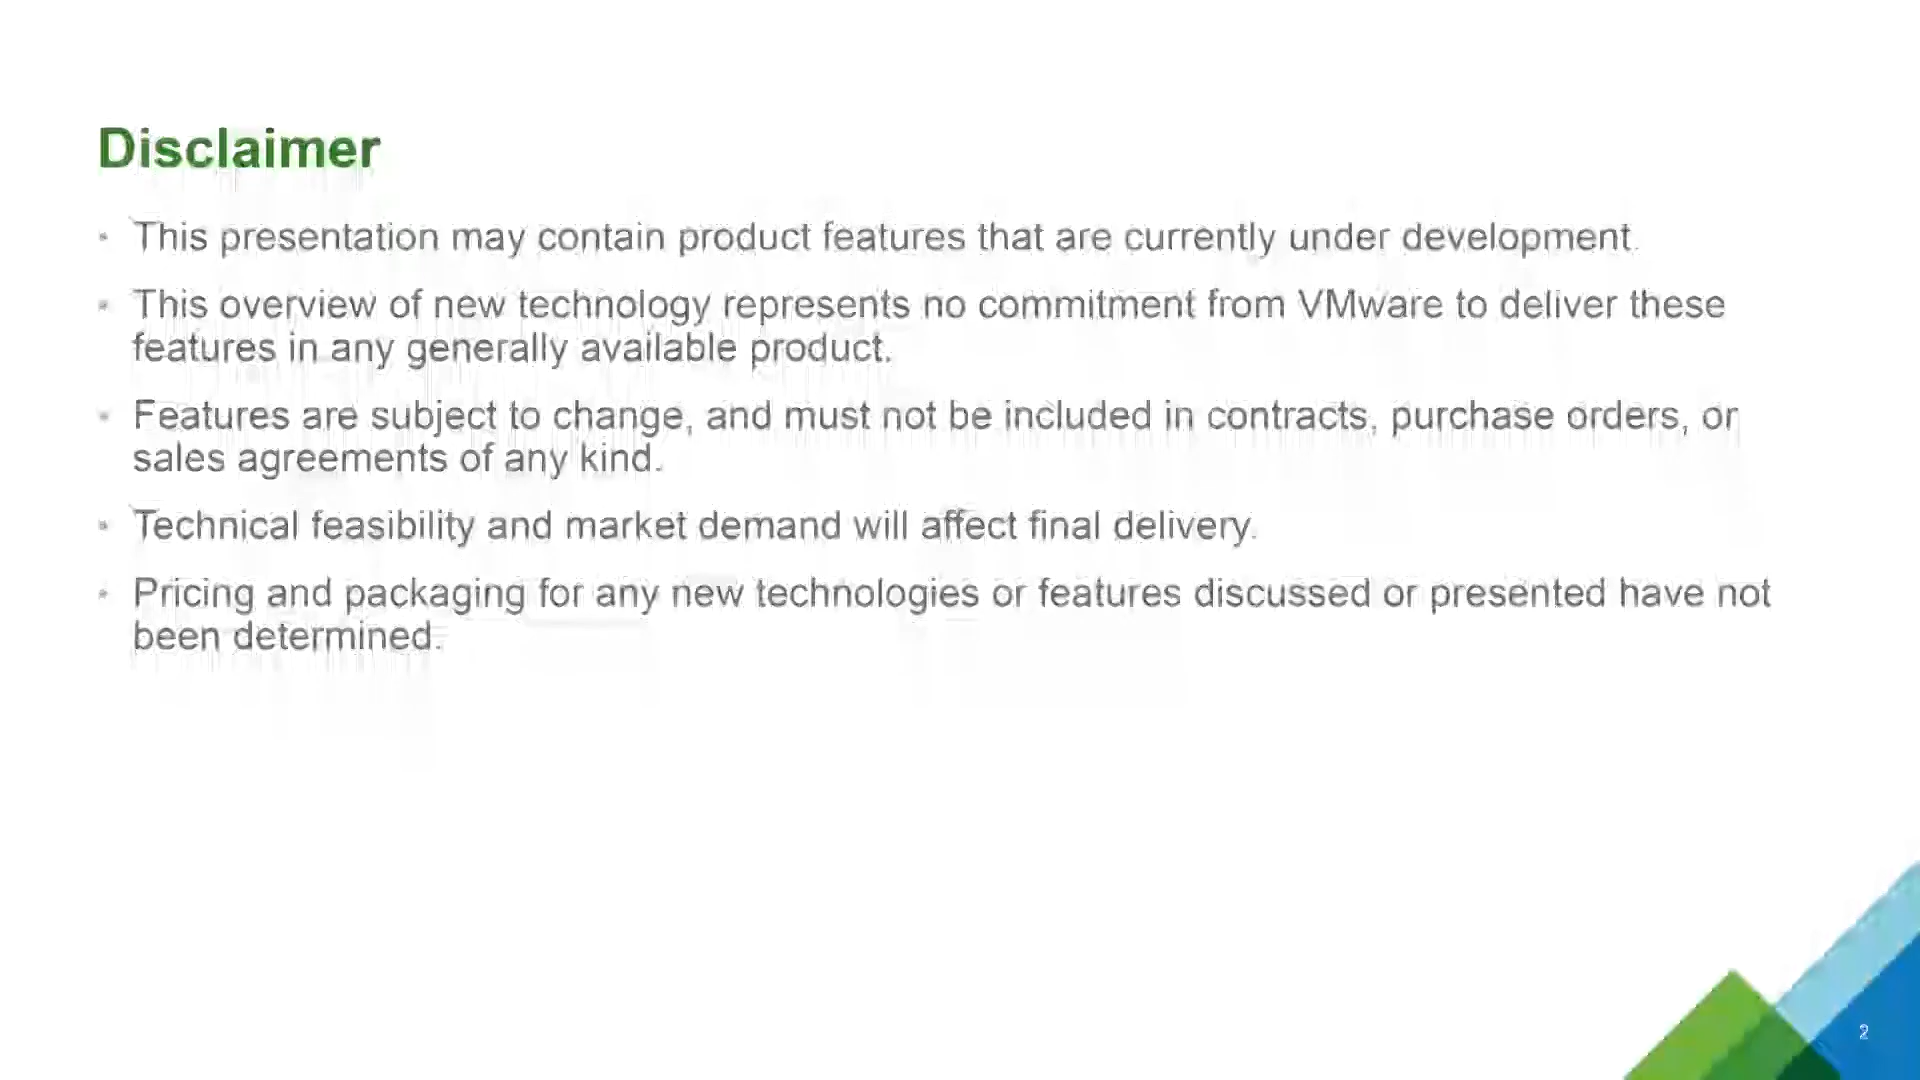 Disclaimer
• This presentation may contain product features that are currently under development.
• This overview of new technology represents no commitment from VMware to deliver these
features in any generally available product.
• Features are subject to change, and must not be included in contracts, purchase orders, or
sales agreements of any kind.
• Technical feasibility and market demand will affect final delivery.
• Pricing and packaging for any new technologies or features discussed or presented have not
been determined.
2